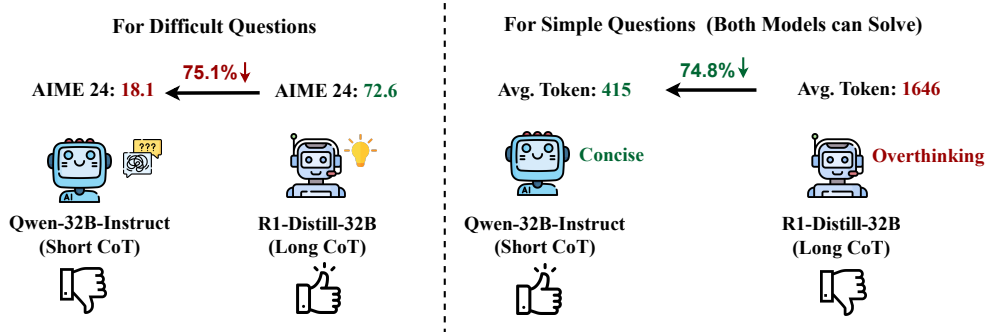 For Difficult Questions
75.1%↓
AIME 24: 18.1
AIME 24: 72.6
???
AI
Qwen-32B-Instruct
(Short CoT)
R1-Distill-32B
(Long CoT)
For Simple Questions (Both Models can Solve)
74.8%↓
Avg. Token: 415
Avg. Token: 1646
AI
Concise
Overthinking
Qwen-32B-Instruct
(Short CoT)
R1-Distill-32B
(Long CoT)